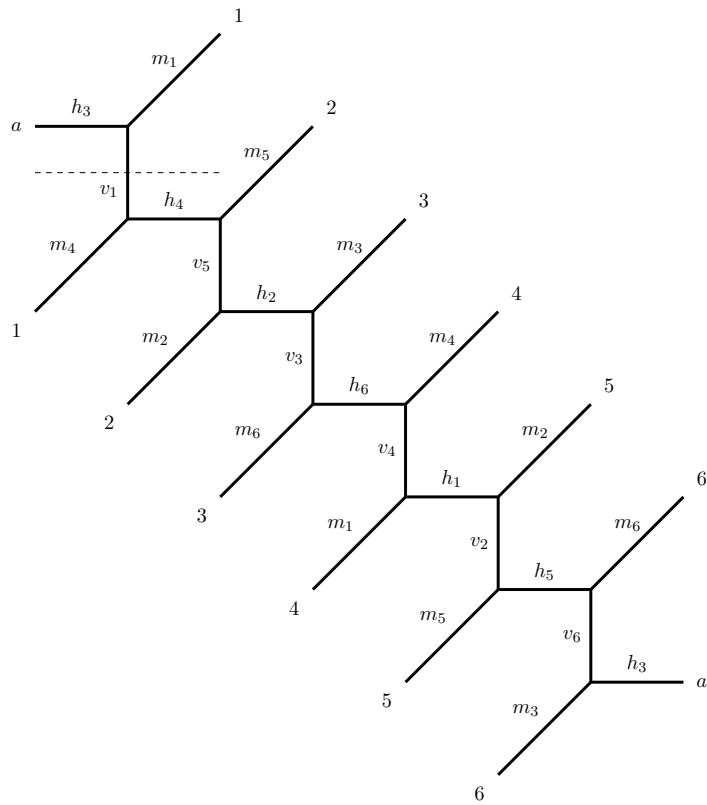 1
m₁
h₃
a
2
m₅
v₁
h₄
m₄
3
m₃
v₅
h₂
1
m₂
4
m₄
v₃
h₆
2
m₆
5
m₂
v₄
h₁
3
m₁
6
m₆
v₂
h₅
4
m₅
v₆
h₃
a
5
m₃
6